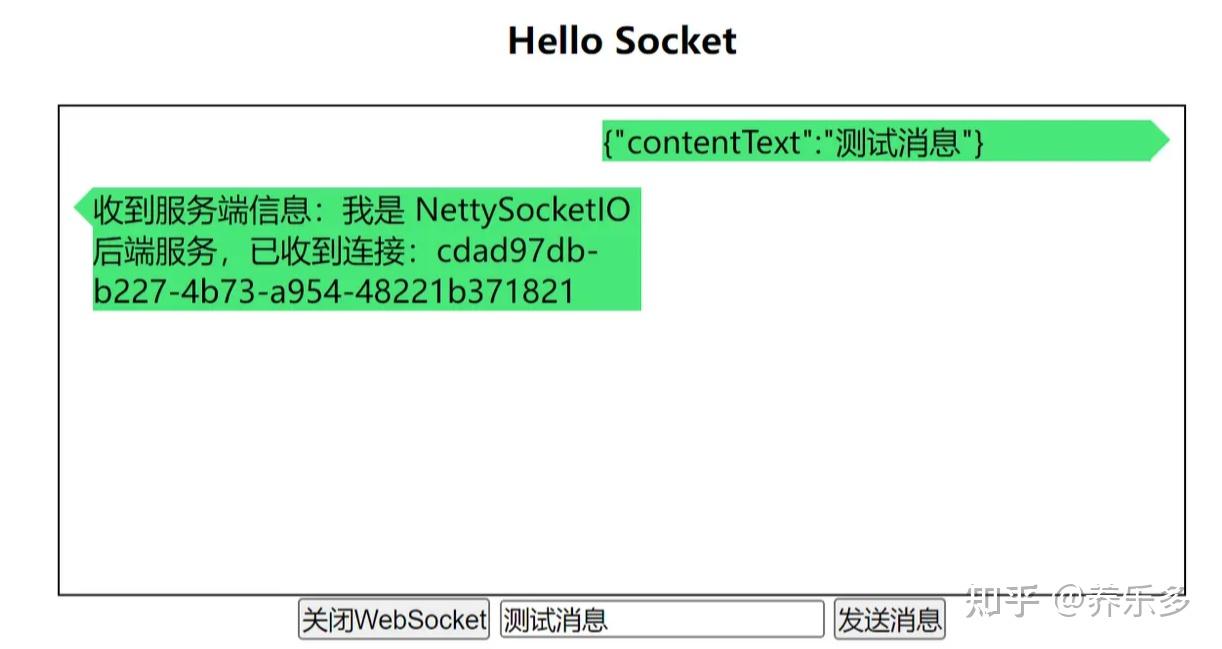 Hello Socket
{"contentText":"测试消息"}
收到服务端信息：我是 NettySocketIO
后端服务，已收到连接：cdad97db-
b227-4b73-a954-48221b371821
关闭WebSocket 测试消息 发送消息
知乎 @养乐多